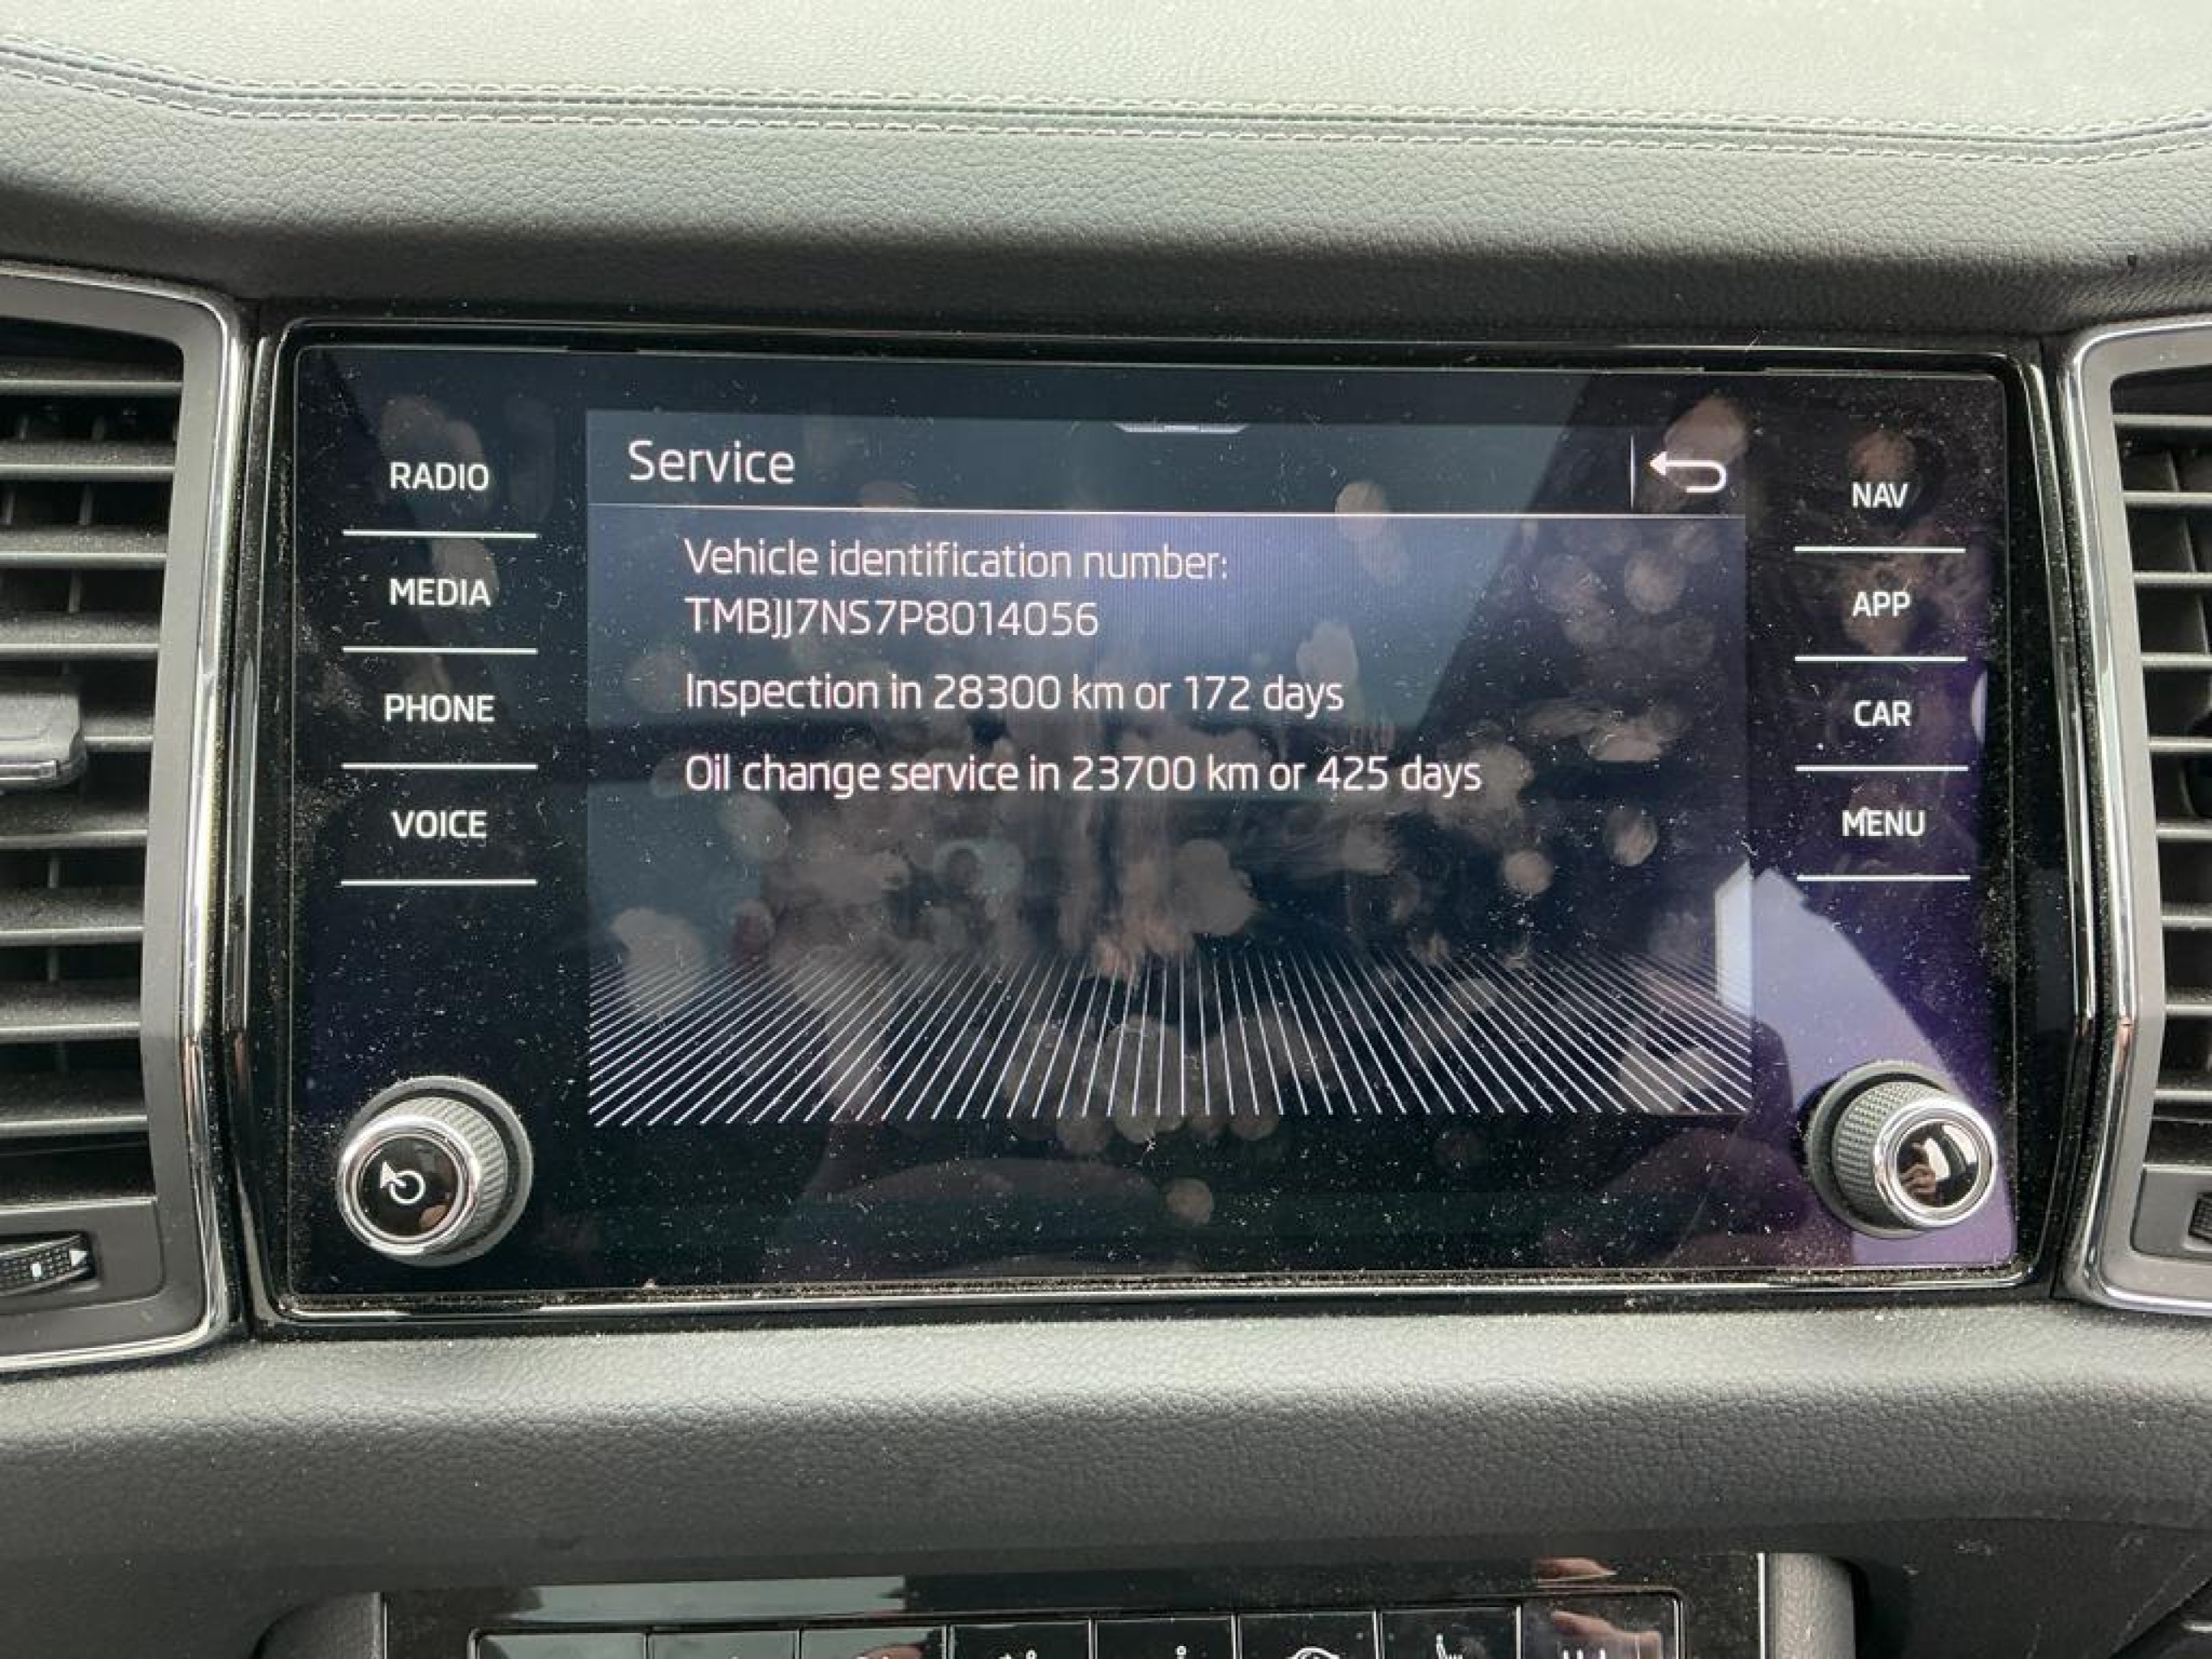 Service
RADIO
MEDIA
PHONE
VOICE
Vehicle identification number:
TMBJJ7NS7P8014056
Inspection in 28300 km or 172 days
Oil change service in 23700 km or 425 days
NAV
APP
CAR
MENU